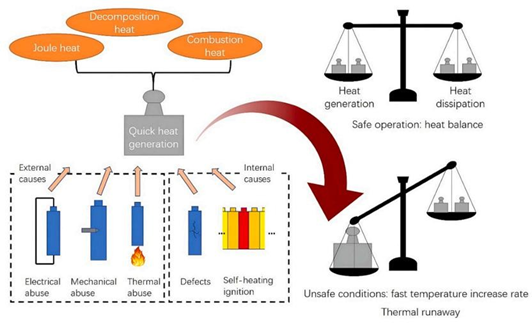 Decomposition
heat
Joule heat
Combustion
heat
Quick heat
generation
External
causes
Internal
causes
Electrical
abuse
Mechanical
abuse
Thermal
abuse
...
...
Defects
Self-heating
ignition
Heat
generation
Heat
dissipation
Safe operation: heat balance
Unsafe conditions: fast temperature increase rate
Thermal runaway